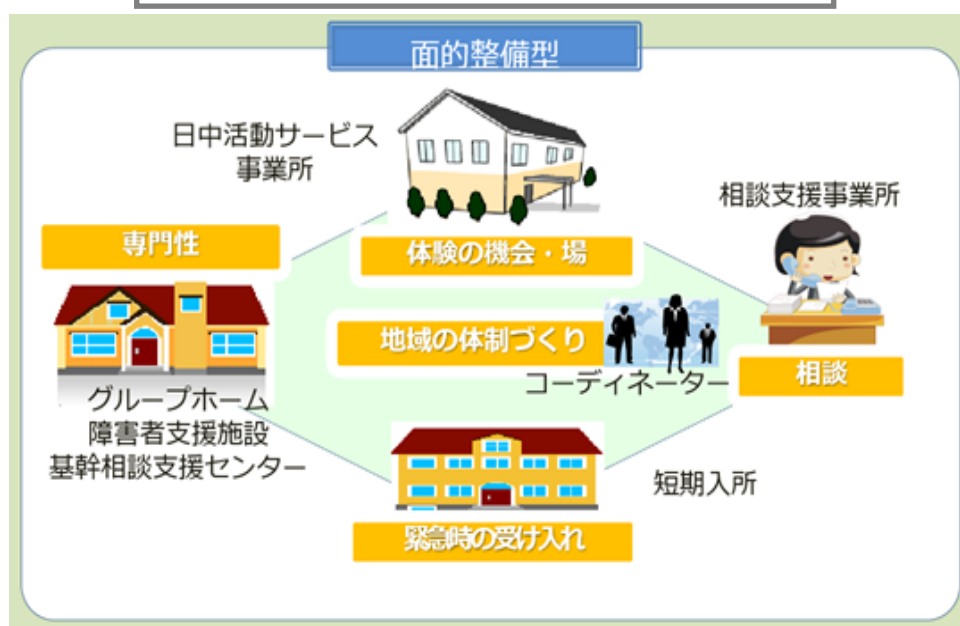 面的整備型
日中活動サービス
事業所
相談支援事業所
専門性
体験の機会・場
地域の体制づくり
コーディネーター
相談
グループホーム
障害者支援施設
基幹相談支援センター
短期入所
緊急時の受け入れ